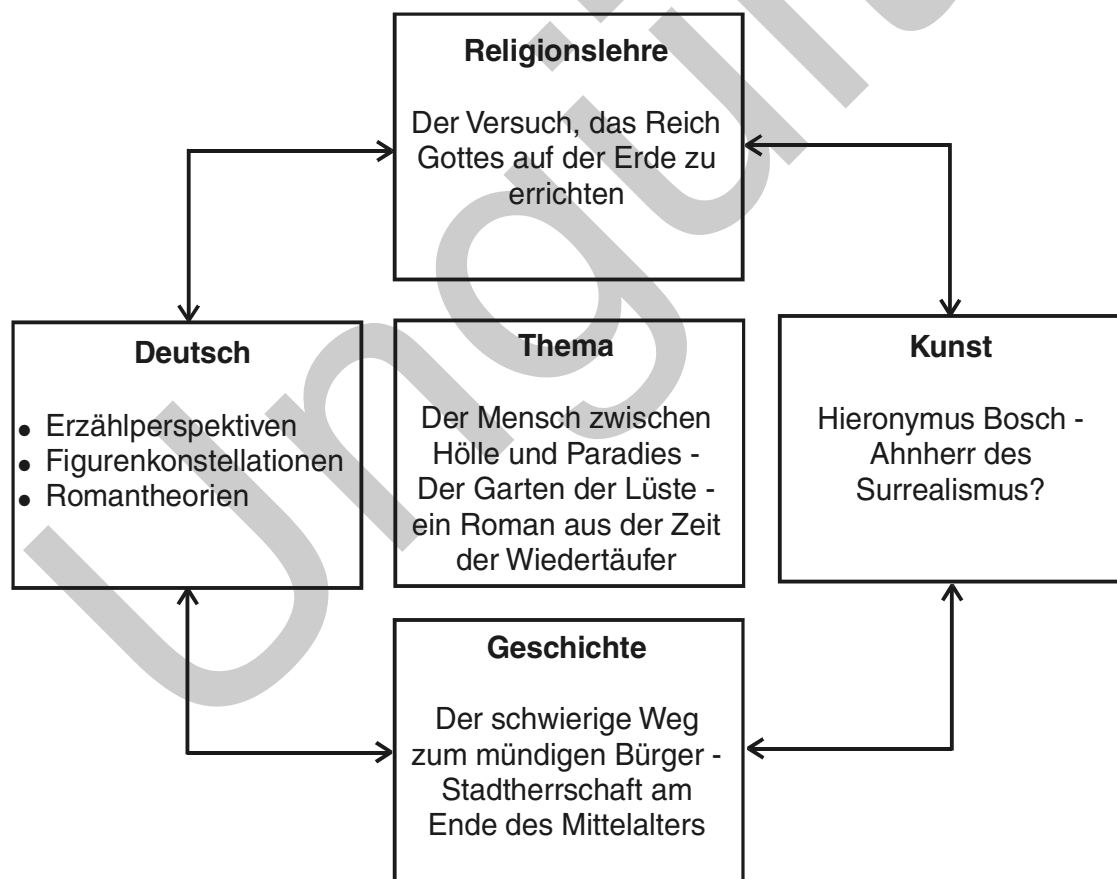 Religionslehre
Der Versuch, das Reich
Gottes auf der Erde zu
errichten
Deutsch
• Erzählperspektiven
• Figurenkonstellationen
• Romantheorien
Thema
Der Mensch zwischen
Hölle und Paradies -
Der Garten der Lüste -
ein Roman aus der Zeit
der Wiedertäufer
Kunst
Hieronymus Bosch -
Ahnherr des
Surrealismus?
Geschichte
Der schwierige Weg
zum mündigen Bürger -
Stadtherrschaft am
Ende des Mittelalters